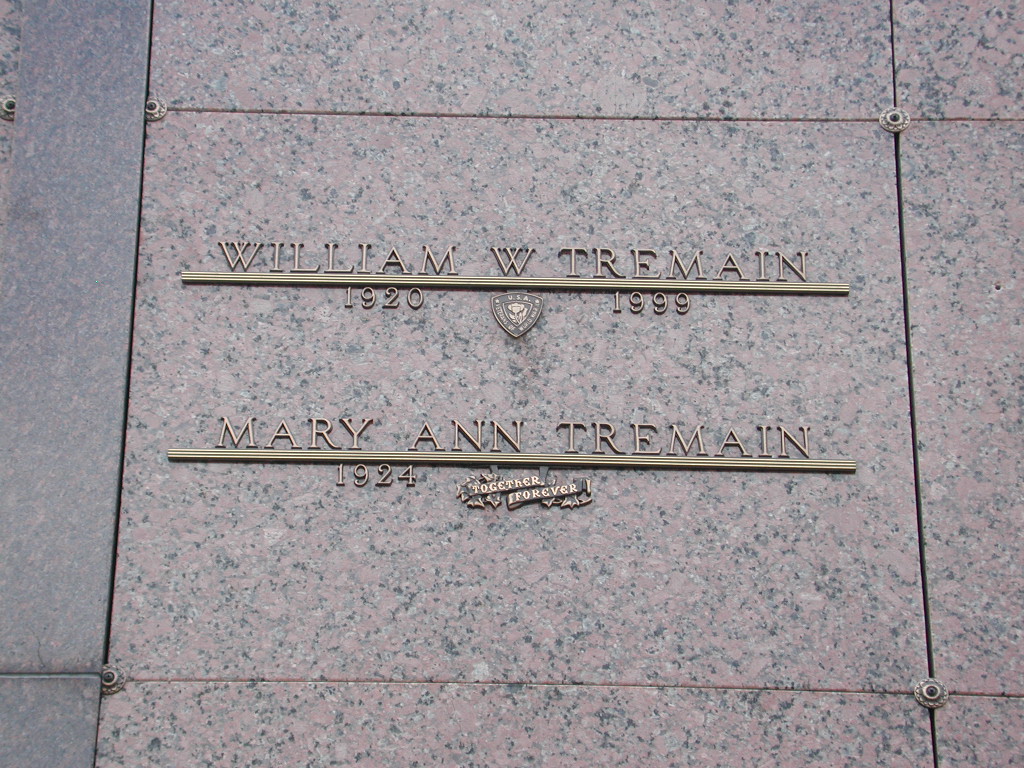 WILLIAM W TREMAIN
1920 1999
U.S.A.
MARY ANN TREMAIN
1924
TOGETHER
FOREVER